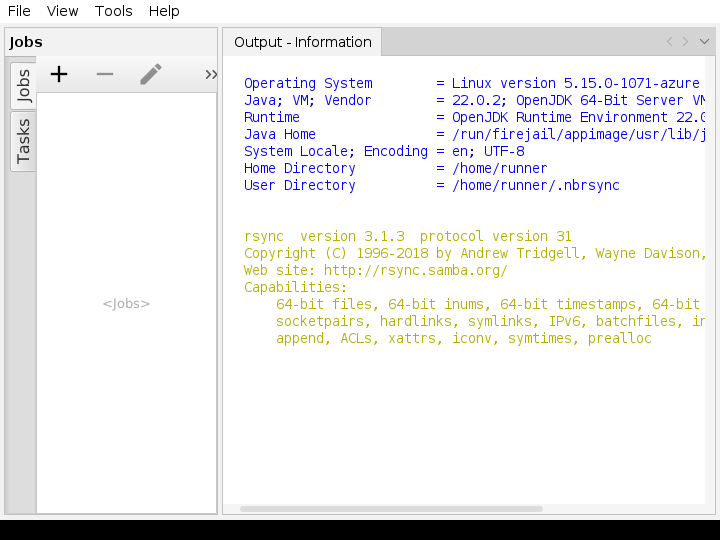 File View Tools Help
Jobs
Output - Information
Jobs
Tasks
Operating System = Linux version 5.15.0-1071-azure
Java; VM; Vendor = 22.0.2; OpenJDK 64-Bit Server VM
Runtime = OpenJDK Runtime Environment 22.0
Java Home = /run/firejail/appimage/usr/lib/j
System Locale; Encoding = en; UTF-8
Home Directory = /home/runner
User Directory = /home/runner/.nbrsync
rsync version 3.1.3 protocol version 31
Copyright (C) 1996-2018 by Andrew Tridgell, Wayne Davison,
Web site: http://rsync.samba.org/
Capabilities:
64-bit files, 64-bit inums, 64-bit timestamps, 64-bit
socketpairs, hardlinks, symlinks, IPv6, batchfiles, in
append, ACLs, xattrs, iconv, symtimes, prealloc
<Jobs>